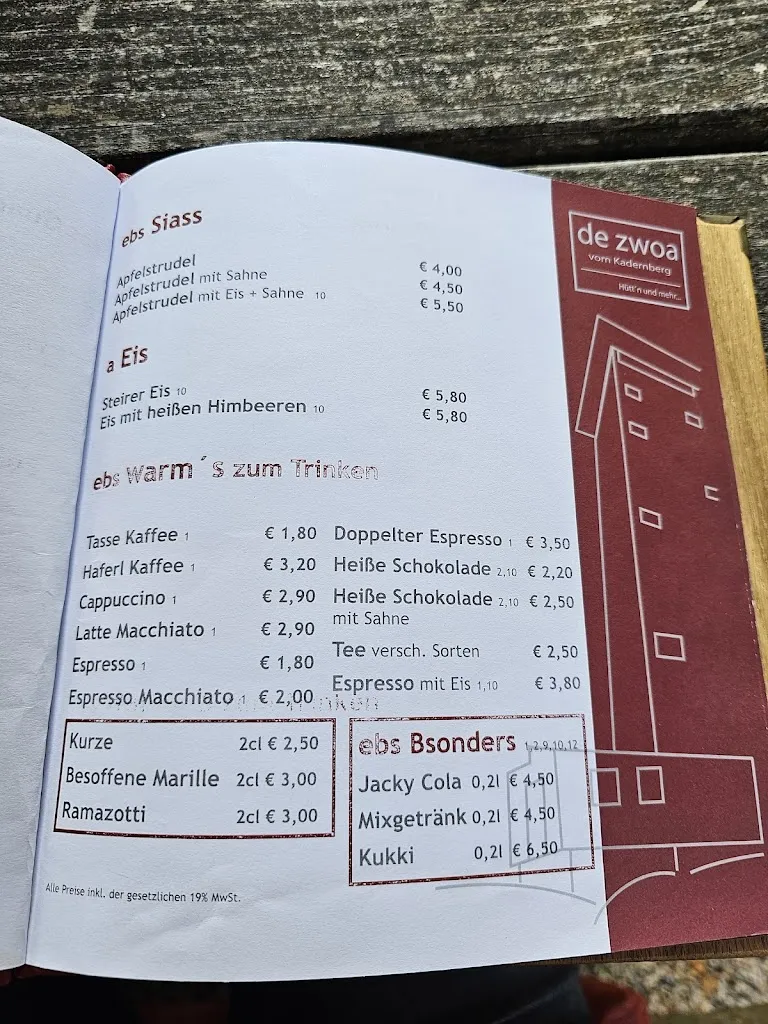 ebs Siass
Apfelstrudel € 4,00
Apfelstrudel mit Sahne € 4,50
Apfelstrudel mit Eis + Sahne 10 € 5,50
a Eis
Steirer Eis 10 € 5,80
Eis mit heißen Himbeeren 10 € 5,80
ebs Warm´s zum Trinken
Tasse Kaffee 1 € 1,80
Haferl Kaffee 1 € 3,20
Cappuccino 1 € 2,90
Latte Macchiato 1 € 2,90
Espresso 1 € 1,80
Espresso Macchiato 1 € 2,00
Doppelter Espresso 1 € 3,50
Heiße Schokolade 2,10 € 2,20
Heiße Schokolade 2,10 € 2,50
mit Sahne
Tee versch. Sorten € 2,50
Espresso mit Eis 1,10 € 3,80
Kurze 2cl € 2,50
Besoffene Marille 2cl € 3,00
Ramazotti 2cl € 3,00
ebs Bsonders 1,2,9,10,12
Jacky Cola 0,2l € 4,50
Mixgetränk 0,2l € 4,50
Kukki 0,2l € 6,50
Alle Preise inkl. der gesetzlichen 19% MwSt.
de zwoa
vom Kadernberg
Hütt'n und mehr...